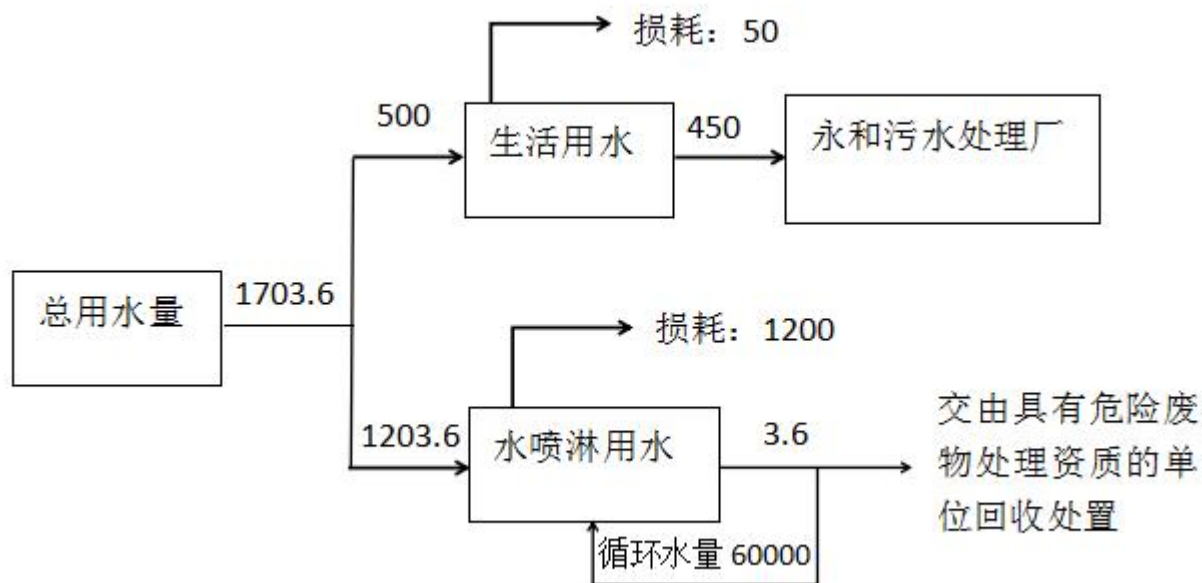 损耗：50
500
生活用水
450
永和污水处理厂
总用水量
1703.6
损耗：1200
1203.6
水喷淋用水
3.6
交由具有危险废
物处理资质的单
位回收处置
循环水量 60000